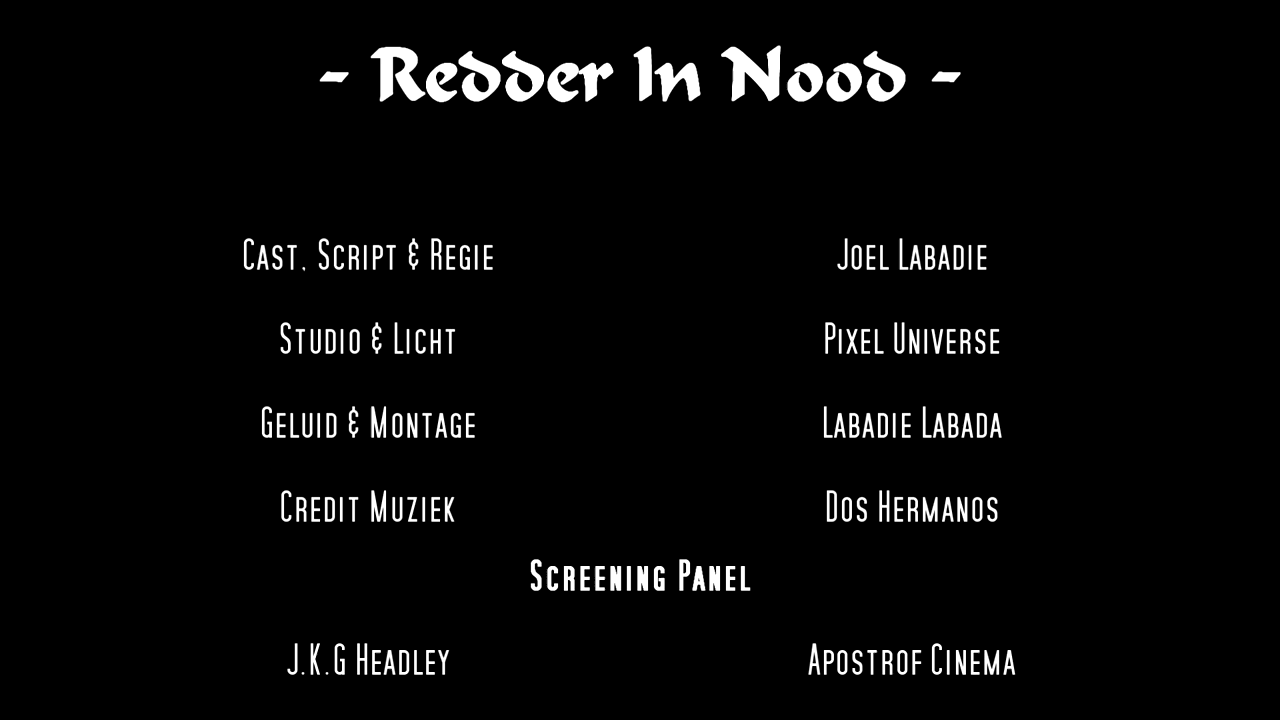 - Redder In Nood -
Cast, Script & Regie Joel Labadie
Studio & Licht Pixel Universe
Geluid & Montage Labadie Labada
Credit Muziek Dos Hermanos
Screening Panel
J.K.G Headley Apostrof Cinema